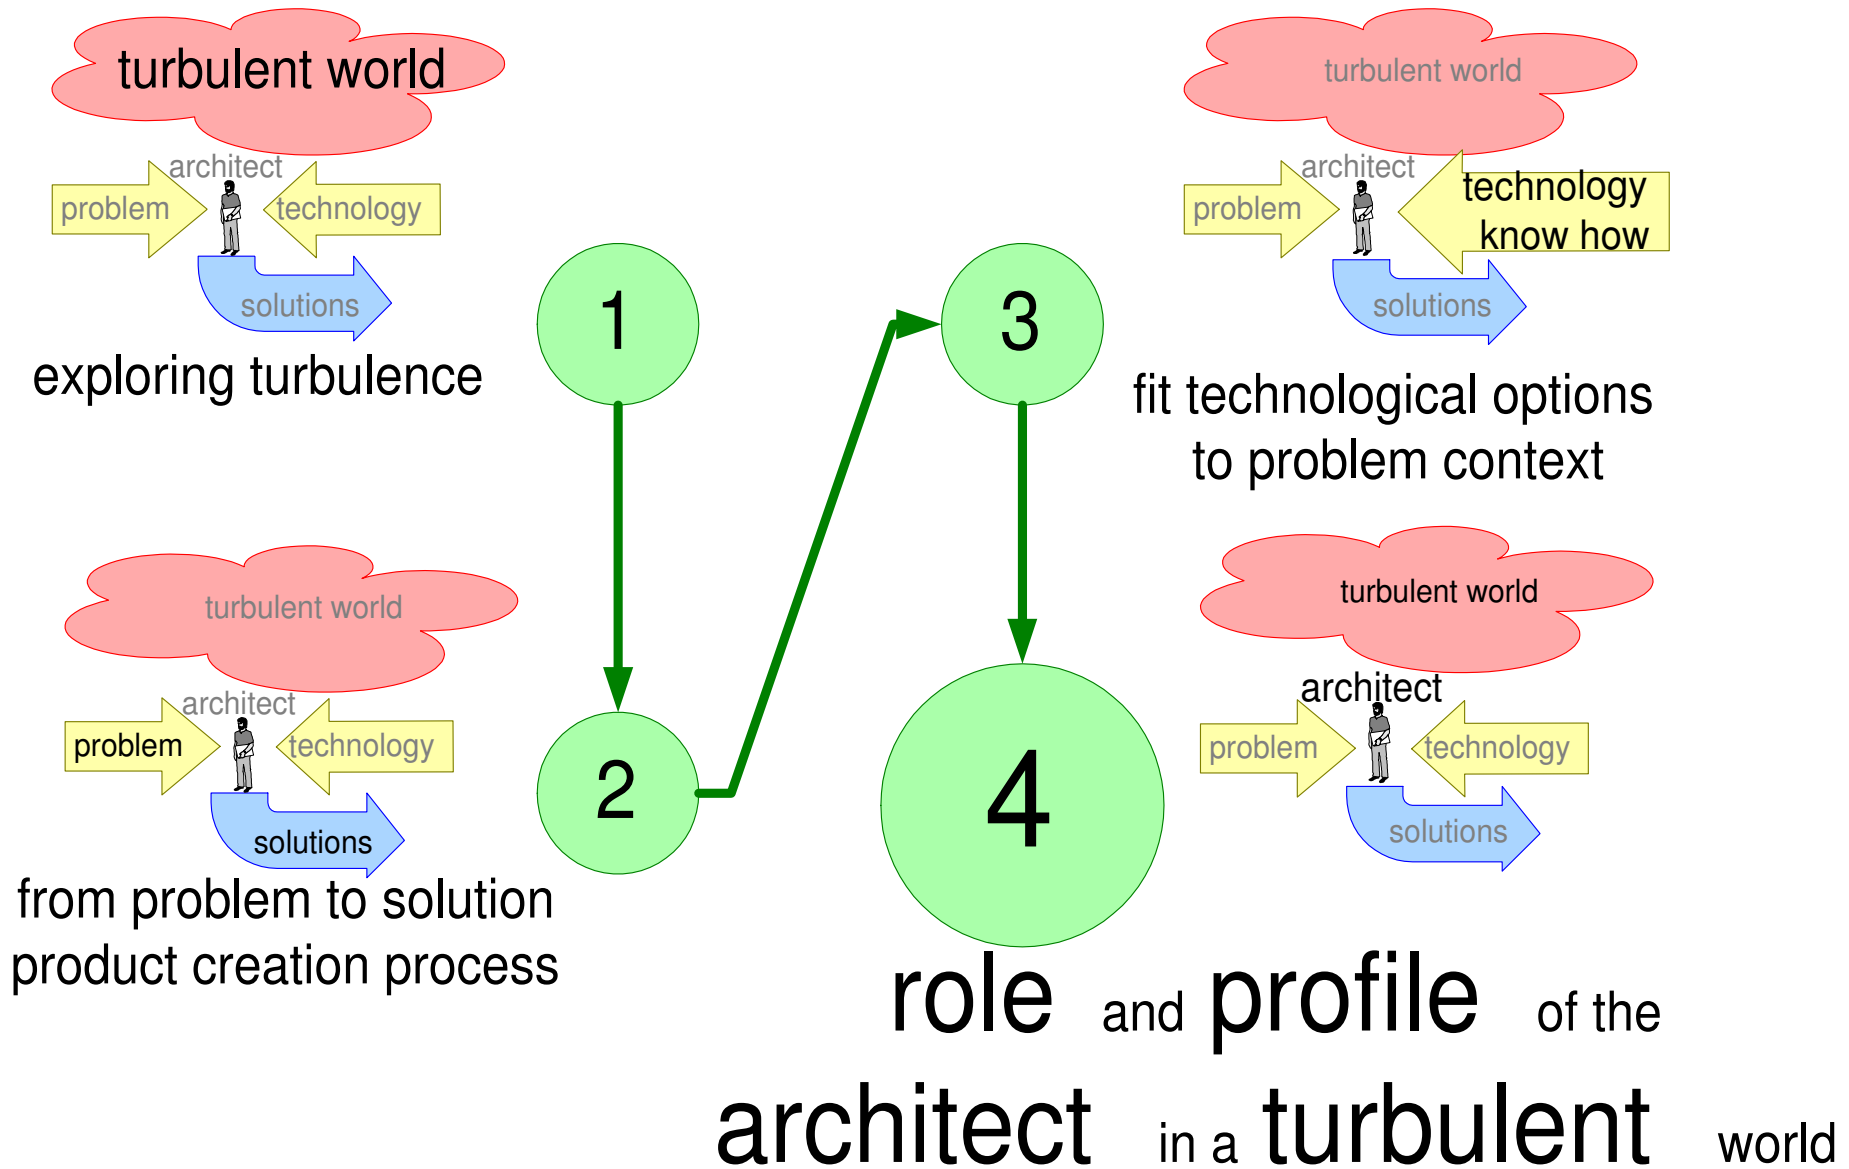 turbulent world
architect
problem
technology
solutions
exploring turbulence
1
turbulent world
architect
problem
technology
solutions
from problem to solution
product creation process
2
turbulent world
architect
problem
technology
know how
solutions
fit technological options
to problem context
3
turbulent world
architect
problem
technology
solutions
4
role and profile of the
architect in a turbulent world